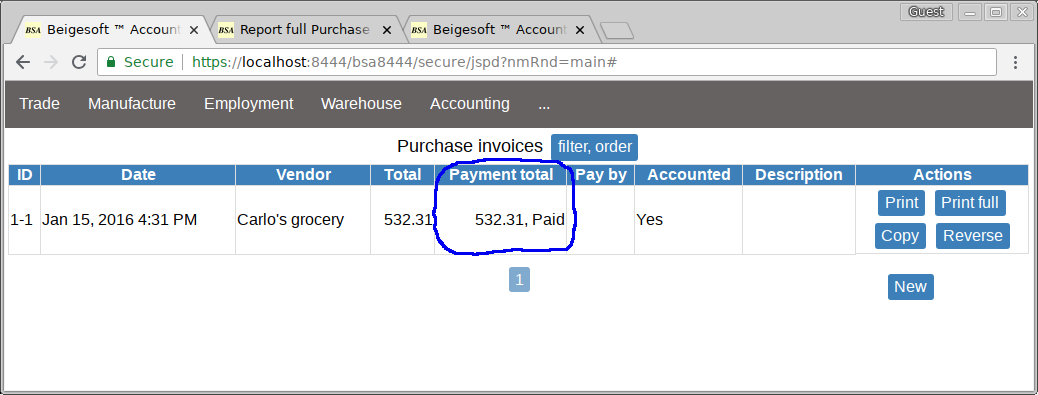 Guest
BSA Beigesoft ™ Account
BSA Report full Purchase
BSA Beigesoft ™ Account
Secure https://localhost:8444/bsa8444/secure/jspd?nmRnd=main#
Trade Manufacture Employment Warehouse Accounting ...
Purchase invoices filter, order
ID Date Vendor Total Payment total Pay by Accounted Description Actions
1-1 Jan 15, 2016 4:31 PM Carlo's grocery 532.31 532.31, Paid Yes
Print Print full
Copy Reverse
1
New